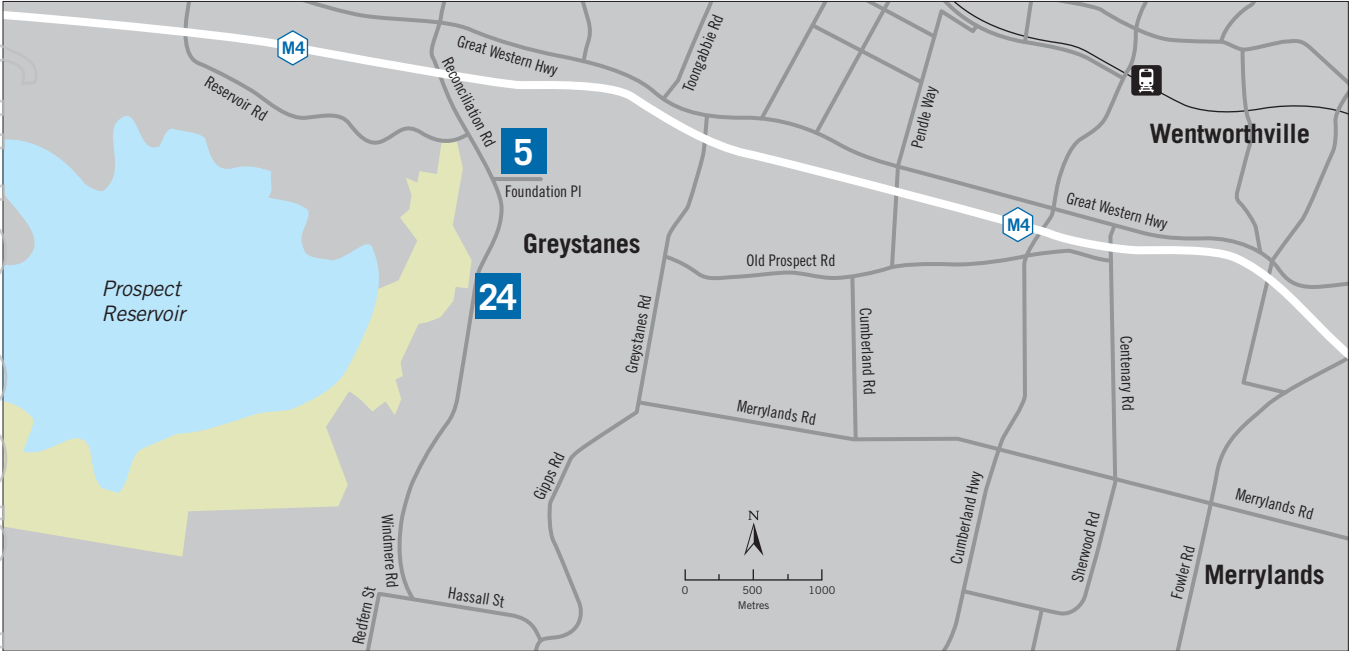 M4
Great Western Hwy
Toongabbie Rd
Reservoir Rd
Reconciliation Rd
Pendle Way
Wentworthville
5
Foundation Pl
Great Western Hwy
M4
Greystanes
Old Prospect Rd
Prospect
Reservoir
24
Greystanes Rd
Cumberland Rd
Centenary Rd
Merrylands Rd
Gipps Rd
Cumberland Hwy
Merrylands Rd
N
Windmere Rd
Sherwood Rd
Fowler Rd
Merrylands
0 500 1000
Metres
Redfern St
Hassall St